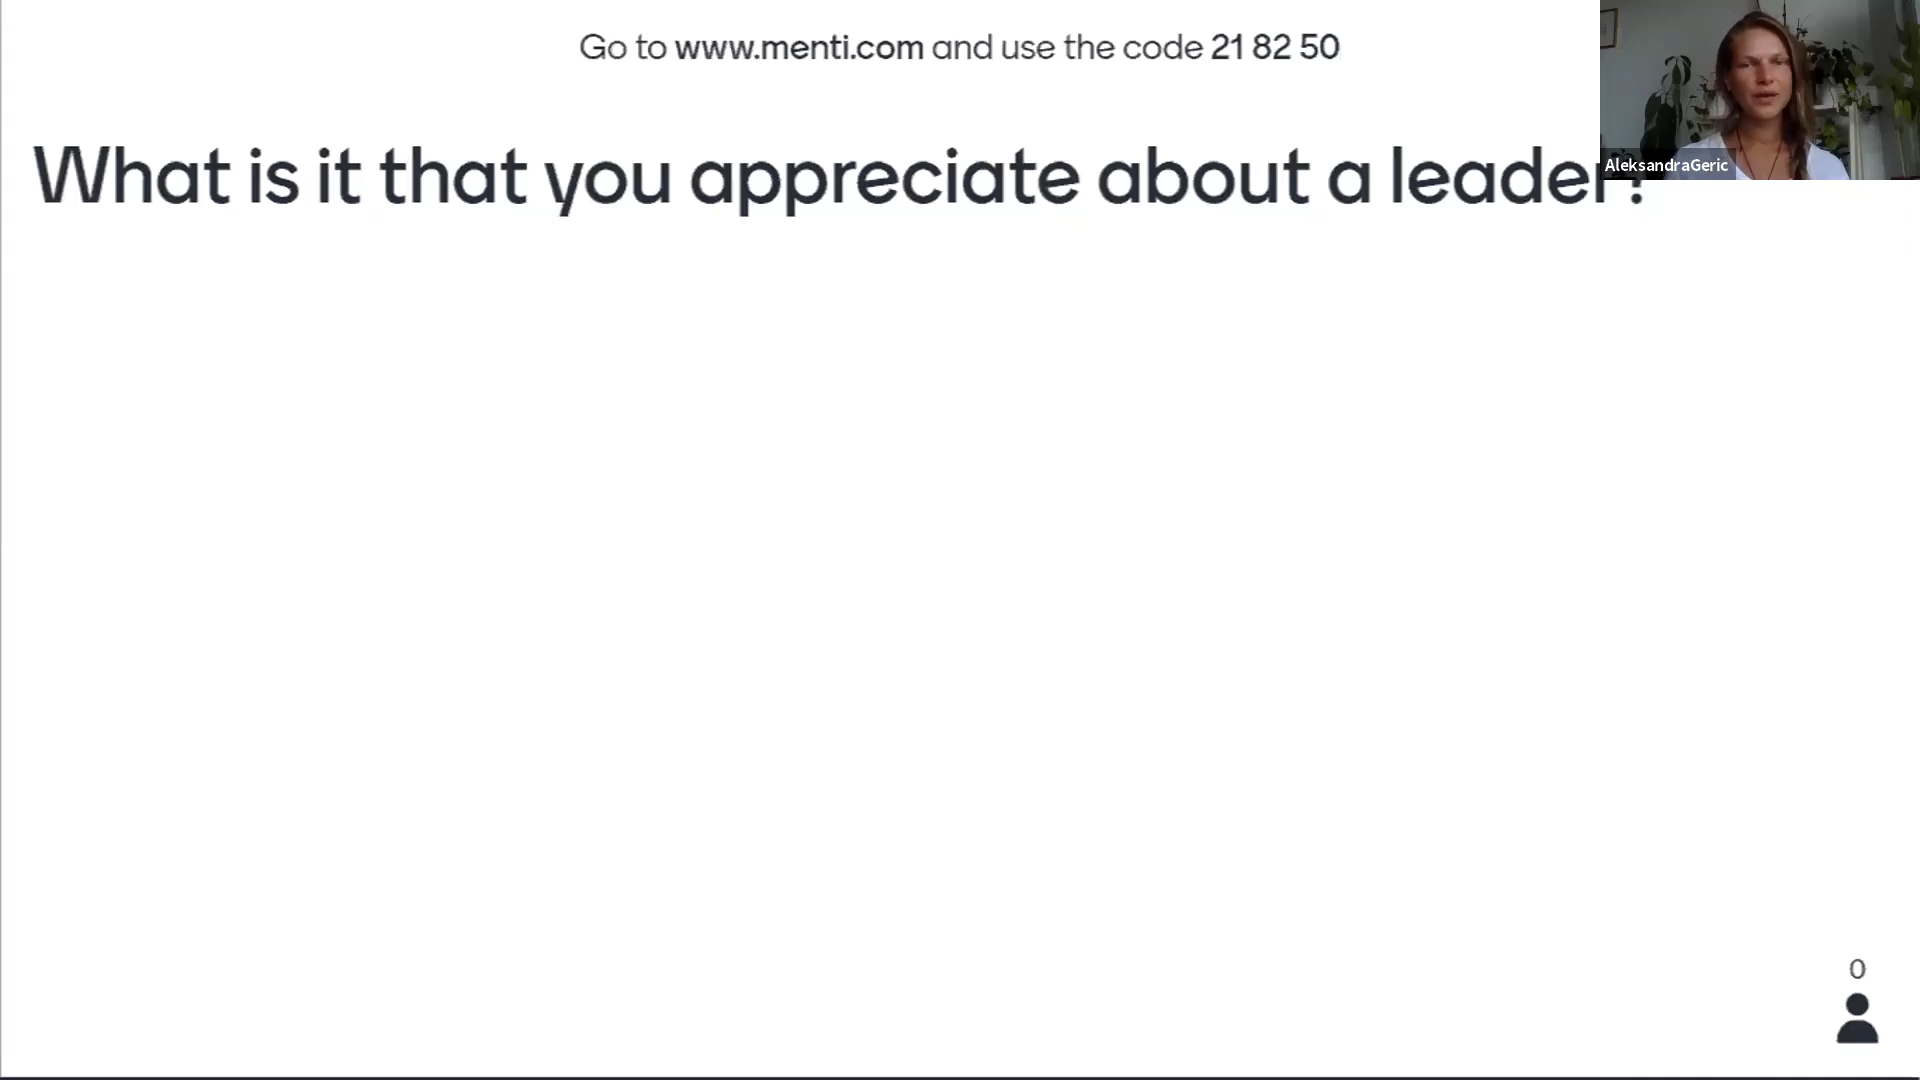 Go to www.menti.com and use the code 21 82 50
What is it that you appreciate about a leader?
AleksandraGeric
0